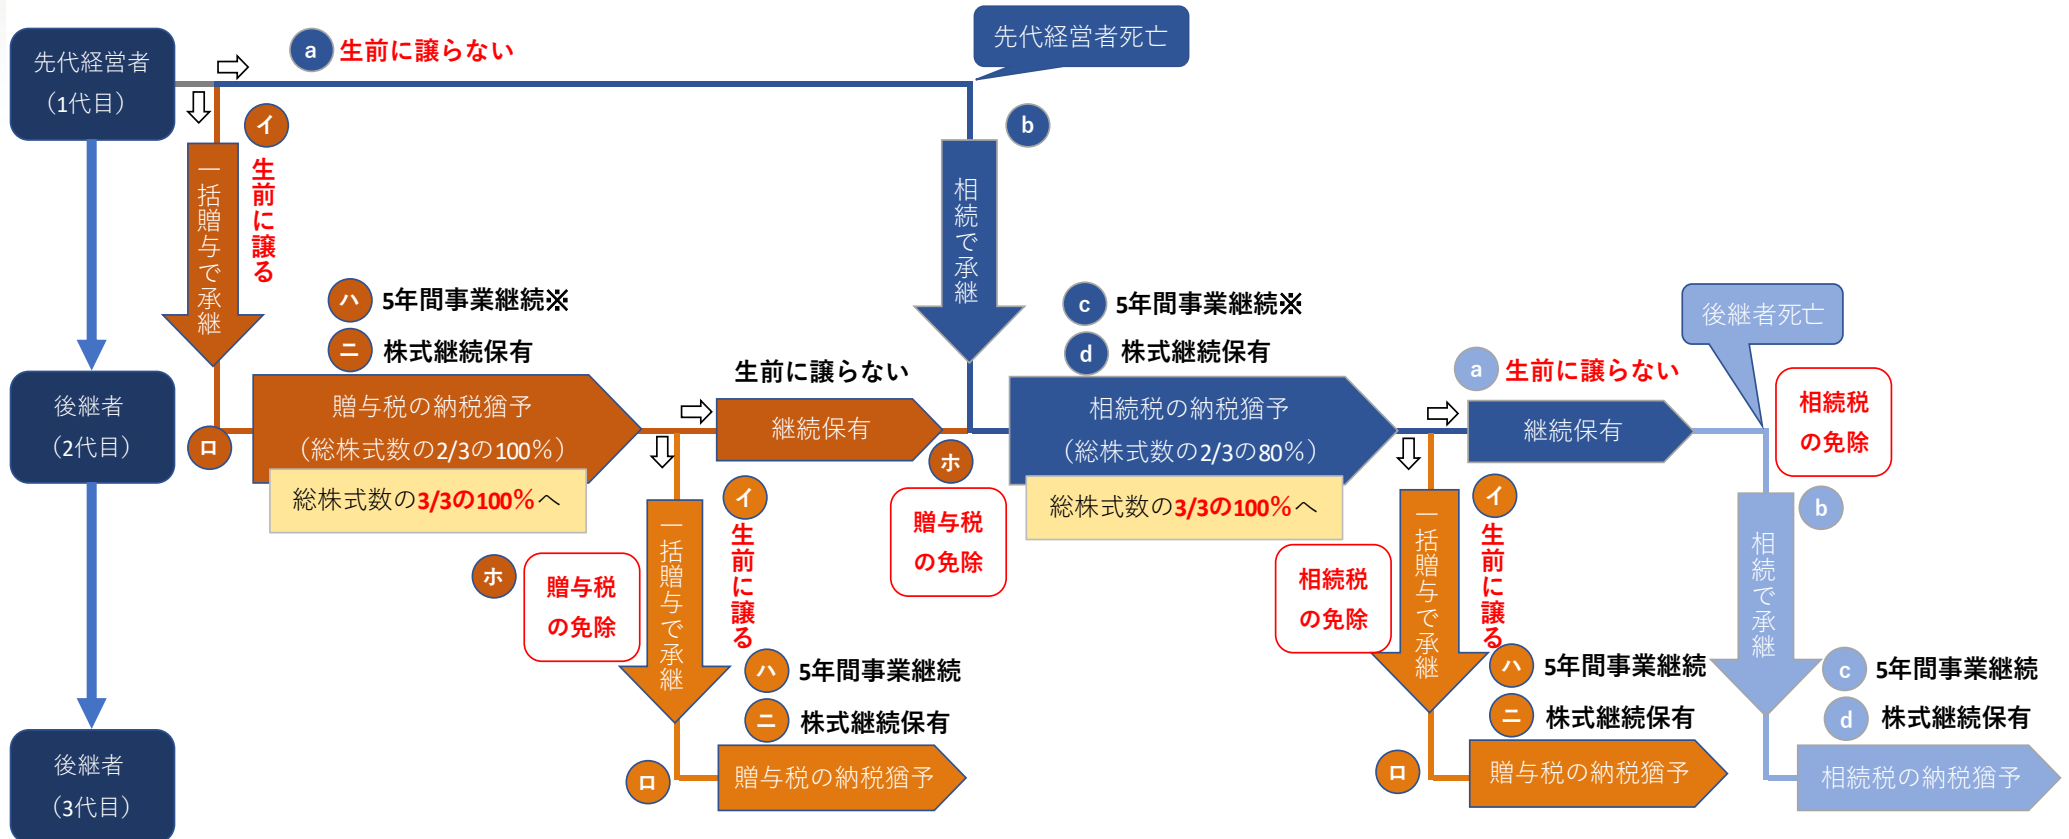 先代経営者
（1代目）
a 生前に譲らない
先代経営者死亡
イ
生前に譲る
一括贈与で承継
b
相続で承継
ハ 5年間事業継続※
ニ 株式継続保有
c 5年間事業継続※
d 株式継続保有
後継者死亡
後継者
（2代目）
ロ
贈与税の納税猶予
（総株式数の2/3の100％）
総株式数の3/3の100％へ
生前に譲らない
継続保有
ホ
贈与税
の免除
相続税の納税猶予
（総株式数の2/3の80％）
総株式数の3/3の100％へ
a 生前に譲らない
継続保有
相続税
の免除
イ
生前に譲る
一括贈与で承継
ホ
贈与税
の免除
ハ 5年間事業継続
ニ 株式継続保有
ロ
贈与税の納税猶予
相続税
の免除
イ
生前に譲る
一括贈与で承継
ハ 5年間事業継続
ニ 株式継続保有
ロ
贈与税の納税猶予
b
相続で承継
c 5年間事業継続
d 株式継続保有
相続税の納税猶予
後継者
（3代目）